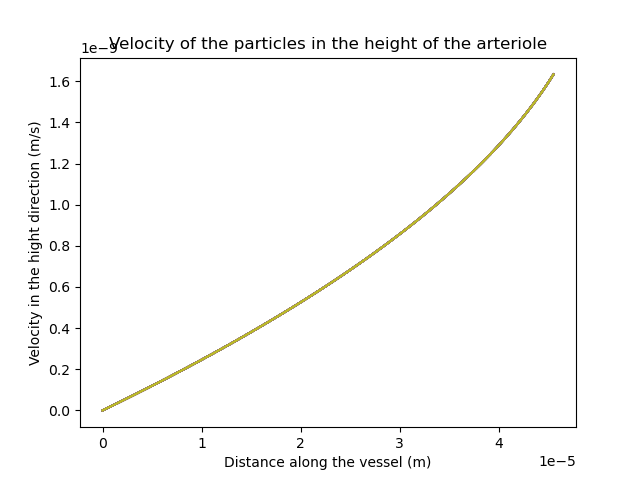 1e−9
Velocity of the particles in the height of the arteriole
Velocity in the hight direction (m/s)
1.6
1.4
1.2
1.0
0.8
0.6
0.4
0.2
0.0
0 1 2 3 4
Distance along the vessel (m)
1e−5